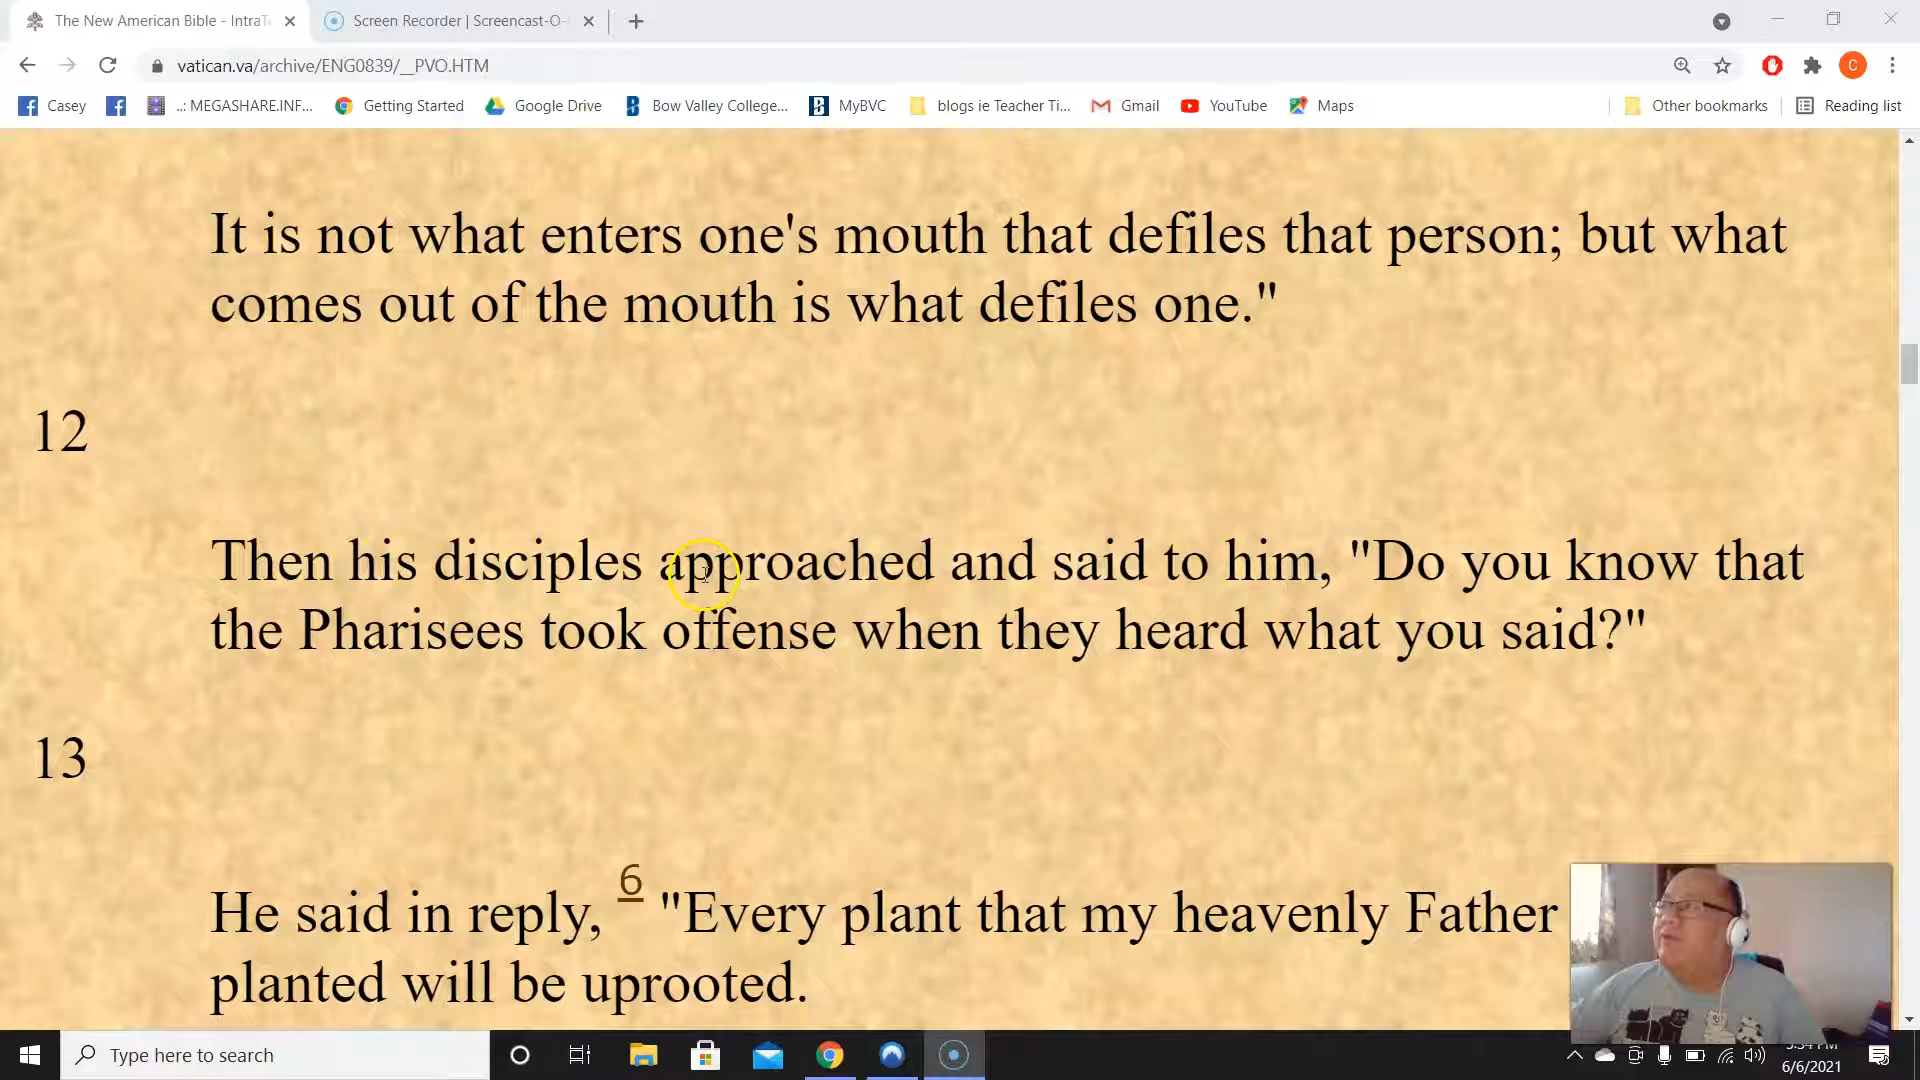 The New American Bible - IntraTe
Screen Recorder | Screencast-O-
vatican.va/archive/ENG0839/__PVO.HTM
C
Casey
..: MEGASHARE.INF...
Getting Started
Google Drive
Bow Valley College...
MyBVC
blogs ie Teacher Ti...
Gmail
YouTube
Maps
Other bookmarks
Reading list
It is not what enters one's mouth that defiles that person; but what
comes out of the mouth is what defiles one."
12
Then his disciples approached and said to him, "Do you know that
the Pharisees took offense when they heard what you said?"
13
He said in reply, 6 "Every plant that my heavenly Father
planted will be uprooted.
Type here to search
6/6/2021